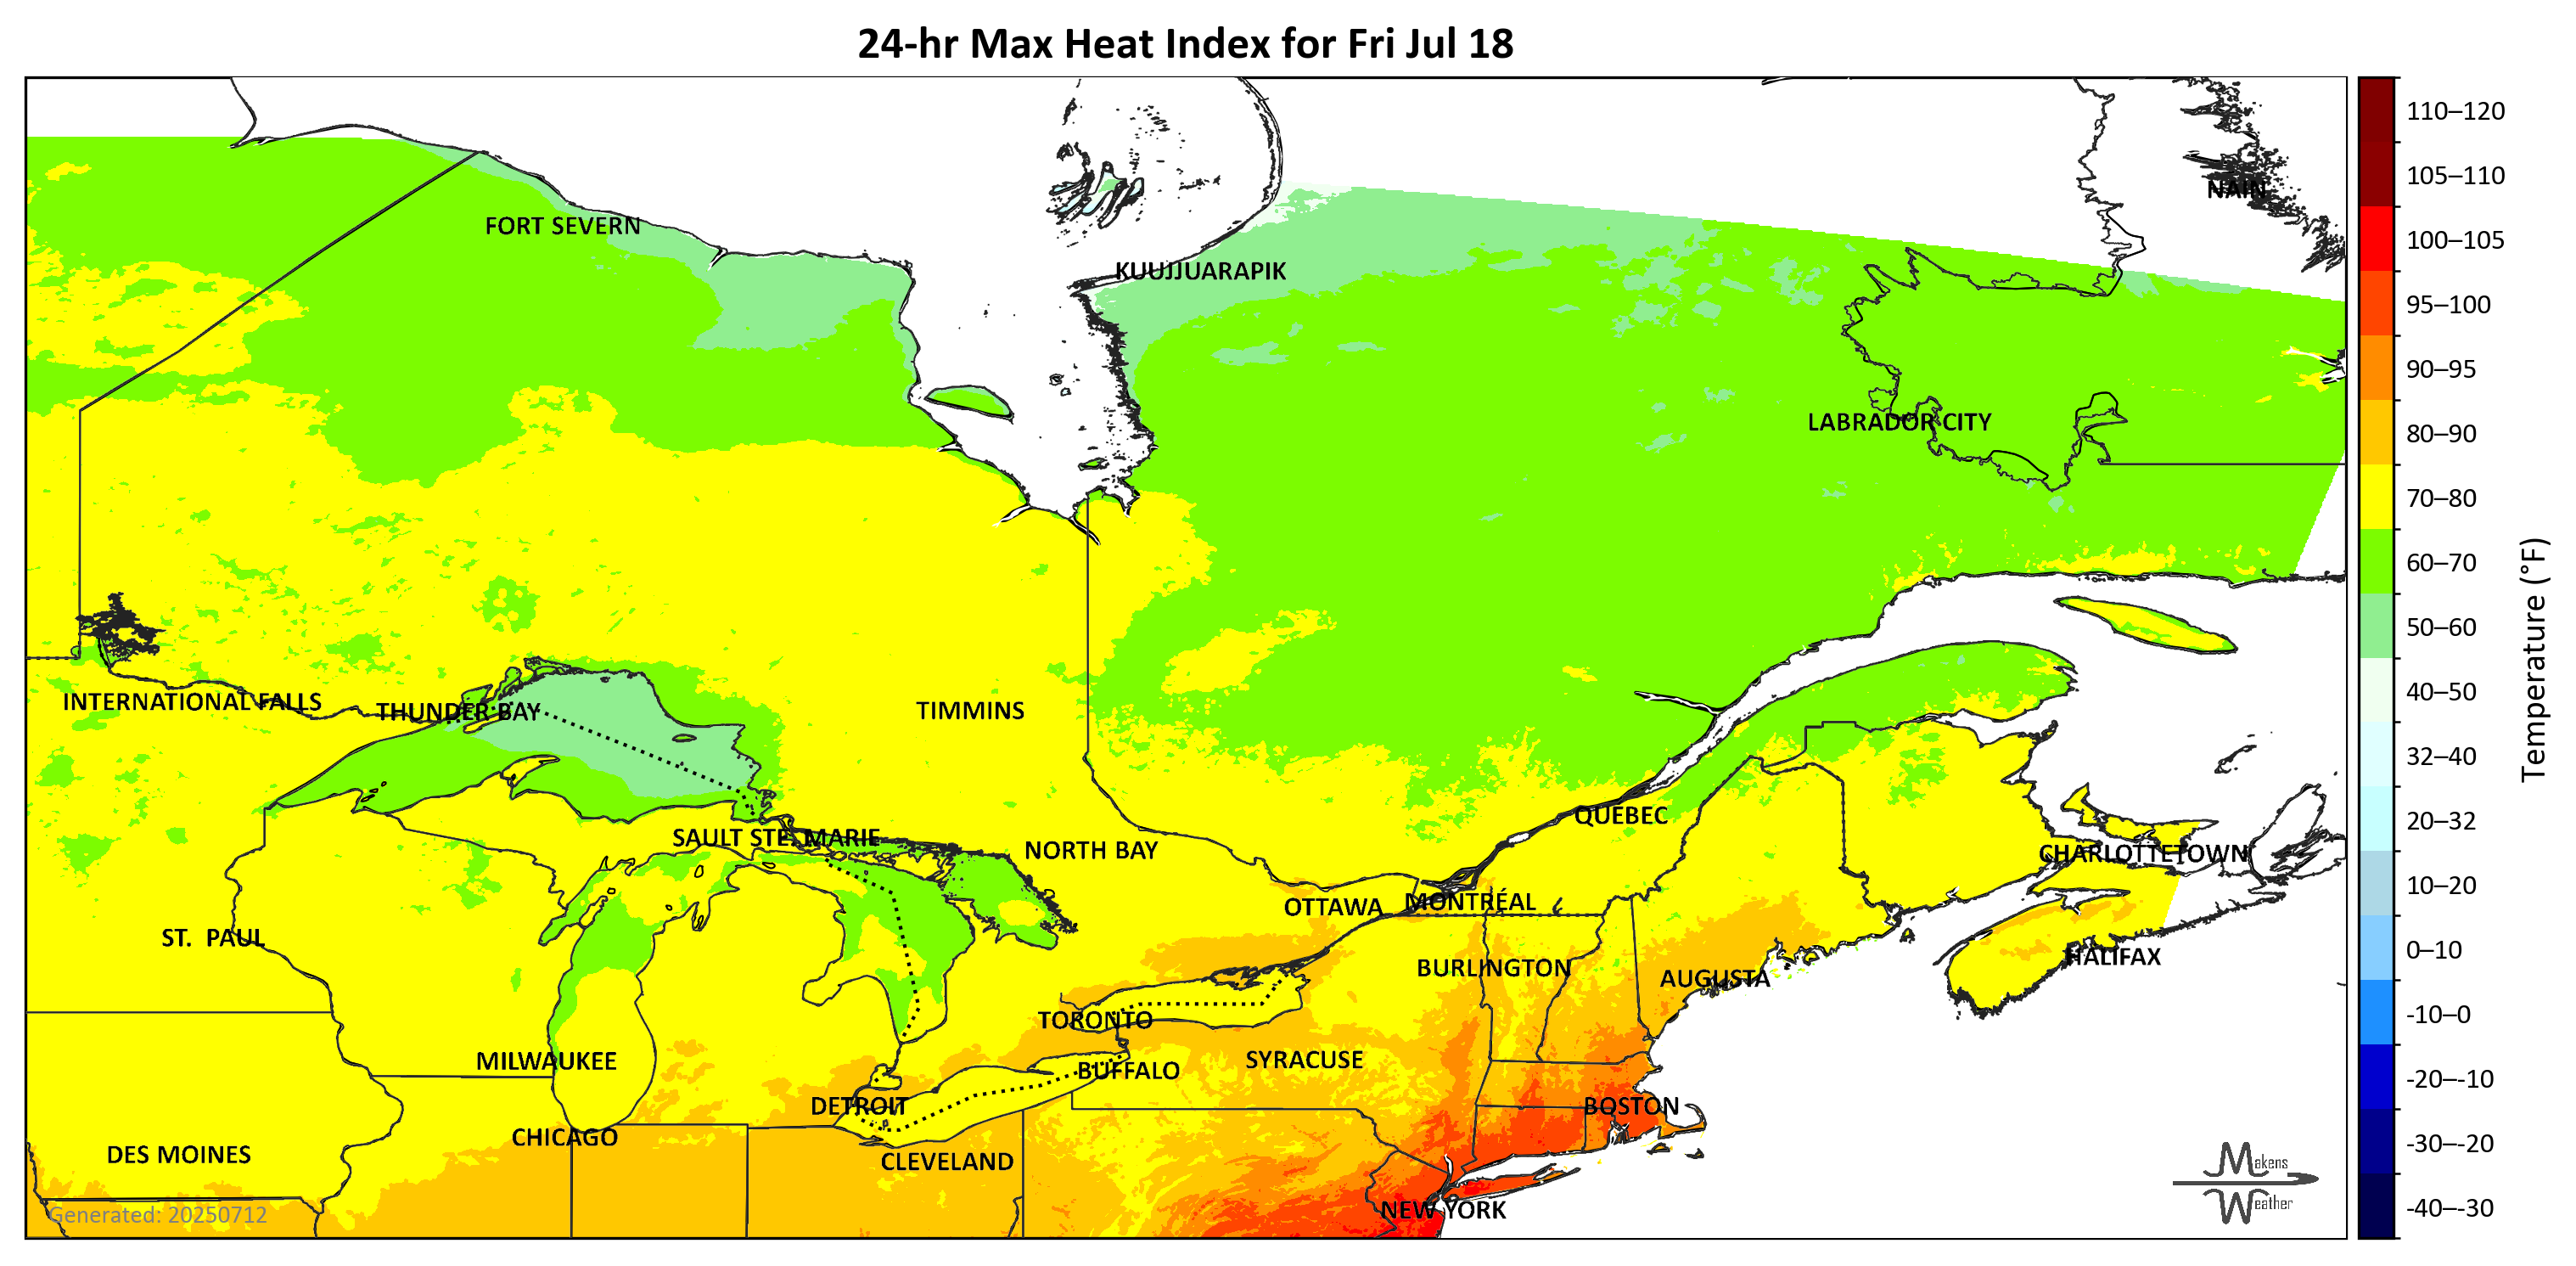 24-hr Max Heat Index for Fri Jul 18
110–120
105–110
100–105
95–100
90–95
80–90
70–80
60–70
50–60
40–50
32–40
20–32
10–20
0–10
-10–0
-20–-10
-30–-20
-40–-30
Temperature (°F)
NAIN
FORT SEVERN
KUUJJUARAPIK
LABRADOR CITY
INTERNATIONAL FALLS
THUNDER BAY
TIMMINS
SAULT STE. MARIE
NORTH BAY
QUÉBEC
CHARLOTTETOWN
OTTAWA
MONTRÉAL
ST. PAUL
BURLINGTON
AUGUSTA
HALIFAX
TORONTO
MILWAUKEE
BUFFALO
SYRACUSE
DETROIT
BOSTON
CHICAGO
DES MOINES
CLEVELAND
NEW YORK
Generated: 20250712
Makens
Weather